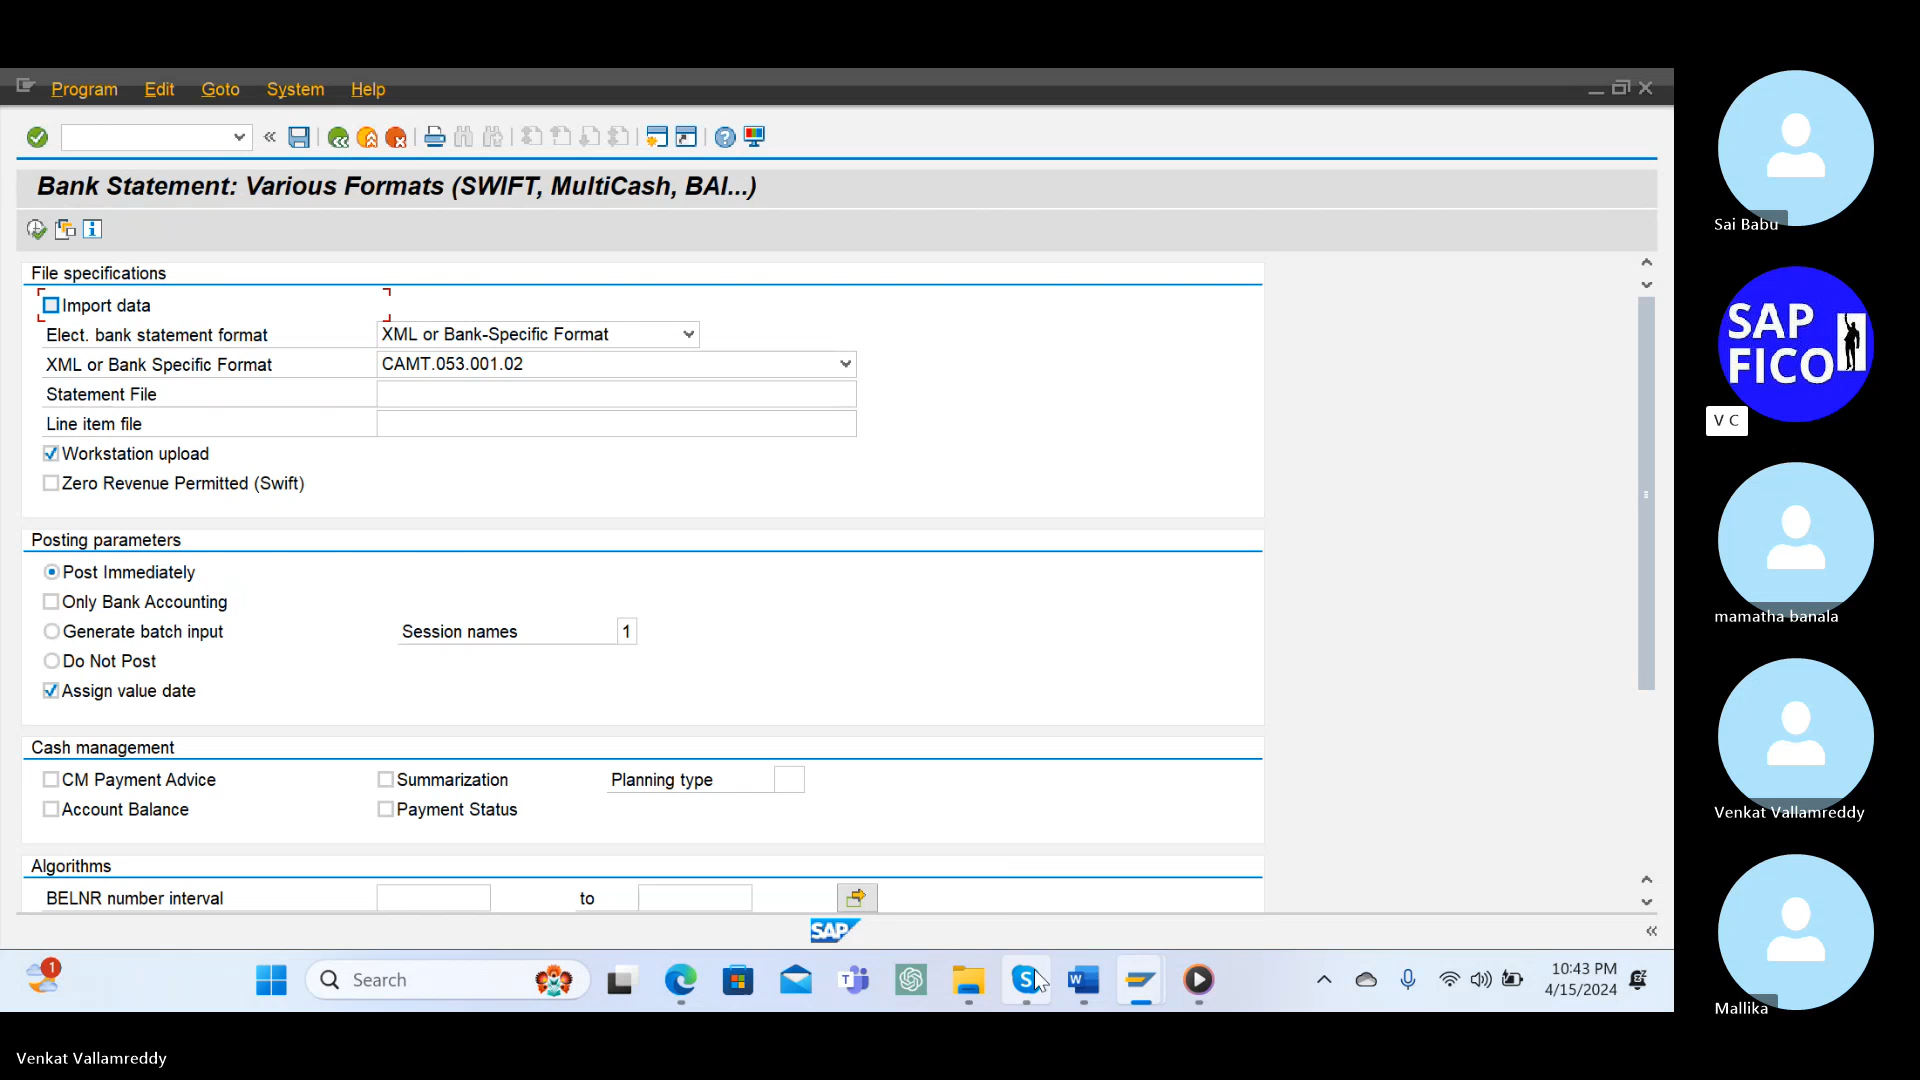 Program Edit Goto System Help
Bank Statement: Various Formats (SWIFT, MultiCash, BAI...)
File specifications
Import data
Elect. bank statement format XML or Bank-Specific Format
XML or Bank Specific Format CAMT.053.001.02
Statement File
Line item file
Workstation upload
Zero Revenue Permitted (Swift)
Posting parameters
Post Immediately
Only Bank Accounting
Generate batch input Session names 1
Do Not Post
Assign value date
Cash management
CM Payment Advice Summarization Planning type
Account Balance Payment Status
Algorithms
BELNR number interval to
SAP
1
Search
T
S
W
10:43 PM
4/15/2024
Sai Babu
SAP
FICO
V C
mamatha banala
Venkat Vallamreddy
Mallika
Venkat Vallamreddy